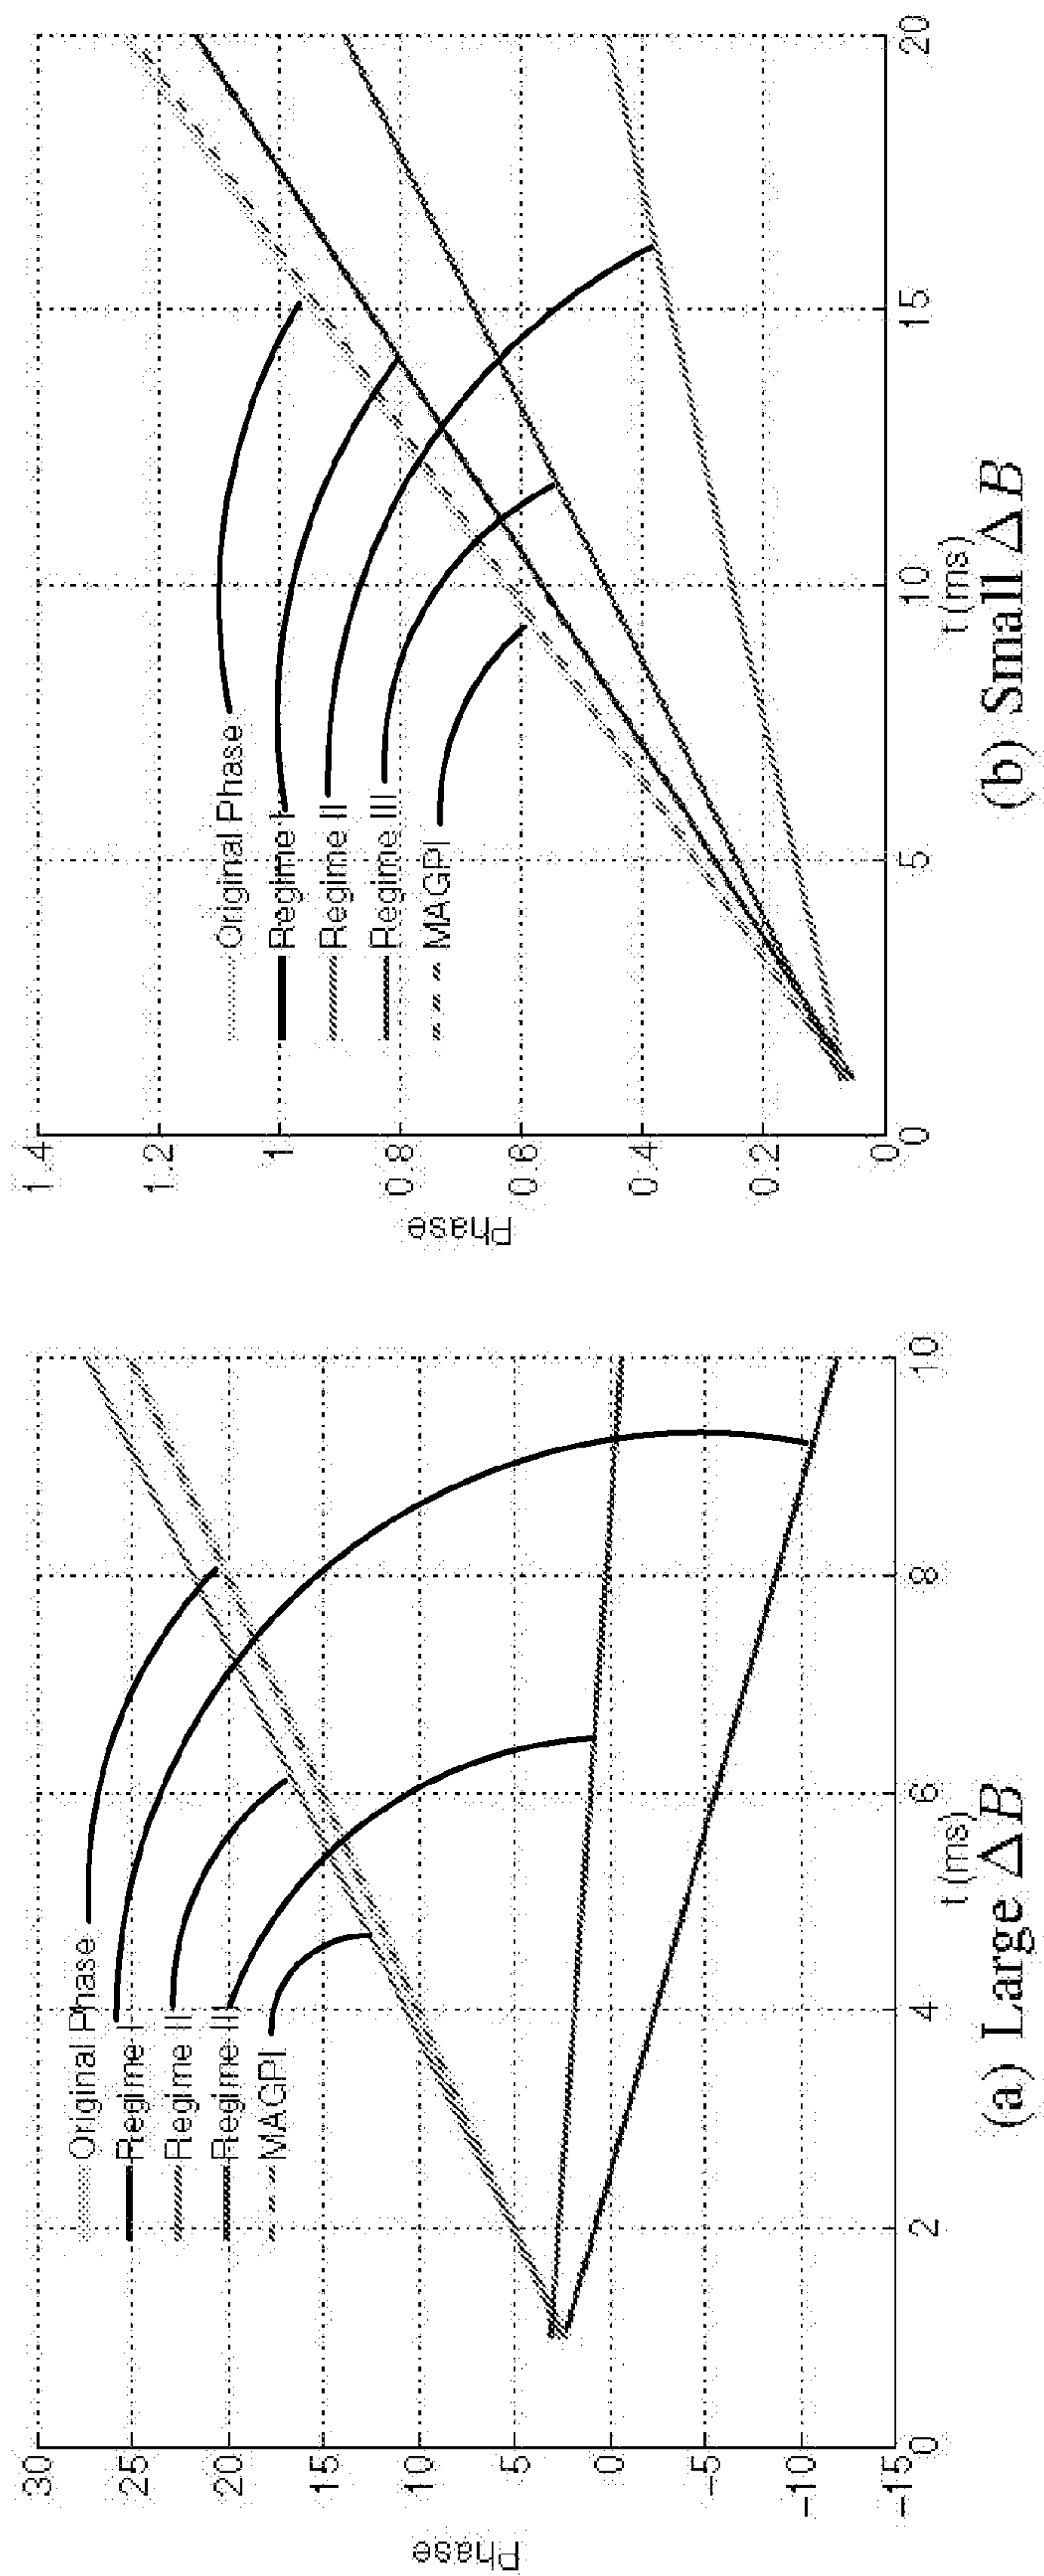 30
25
20
15
10
5
0
-5
-10
-15
Phase
0
2
4
6
8
10
t (ms)
Original Phase
Regime I
Regime II
Regime III
MAGPI
(a) Large ΔB
1.4
1.2
1
0.8
0.6
0.4
0.2
0
Phase
0
5
10
15
20
t (ms)
Original Phase
Regime I
Regime II
Regime III
MAGPI
(b) Small ΔB